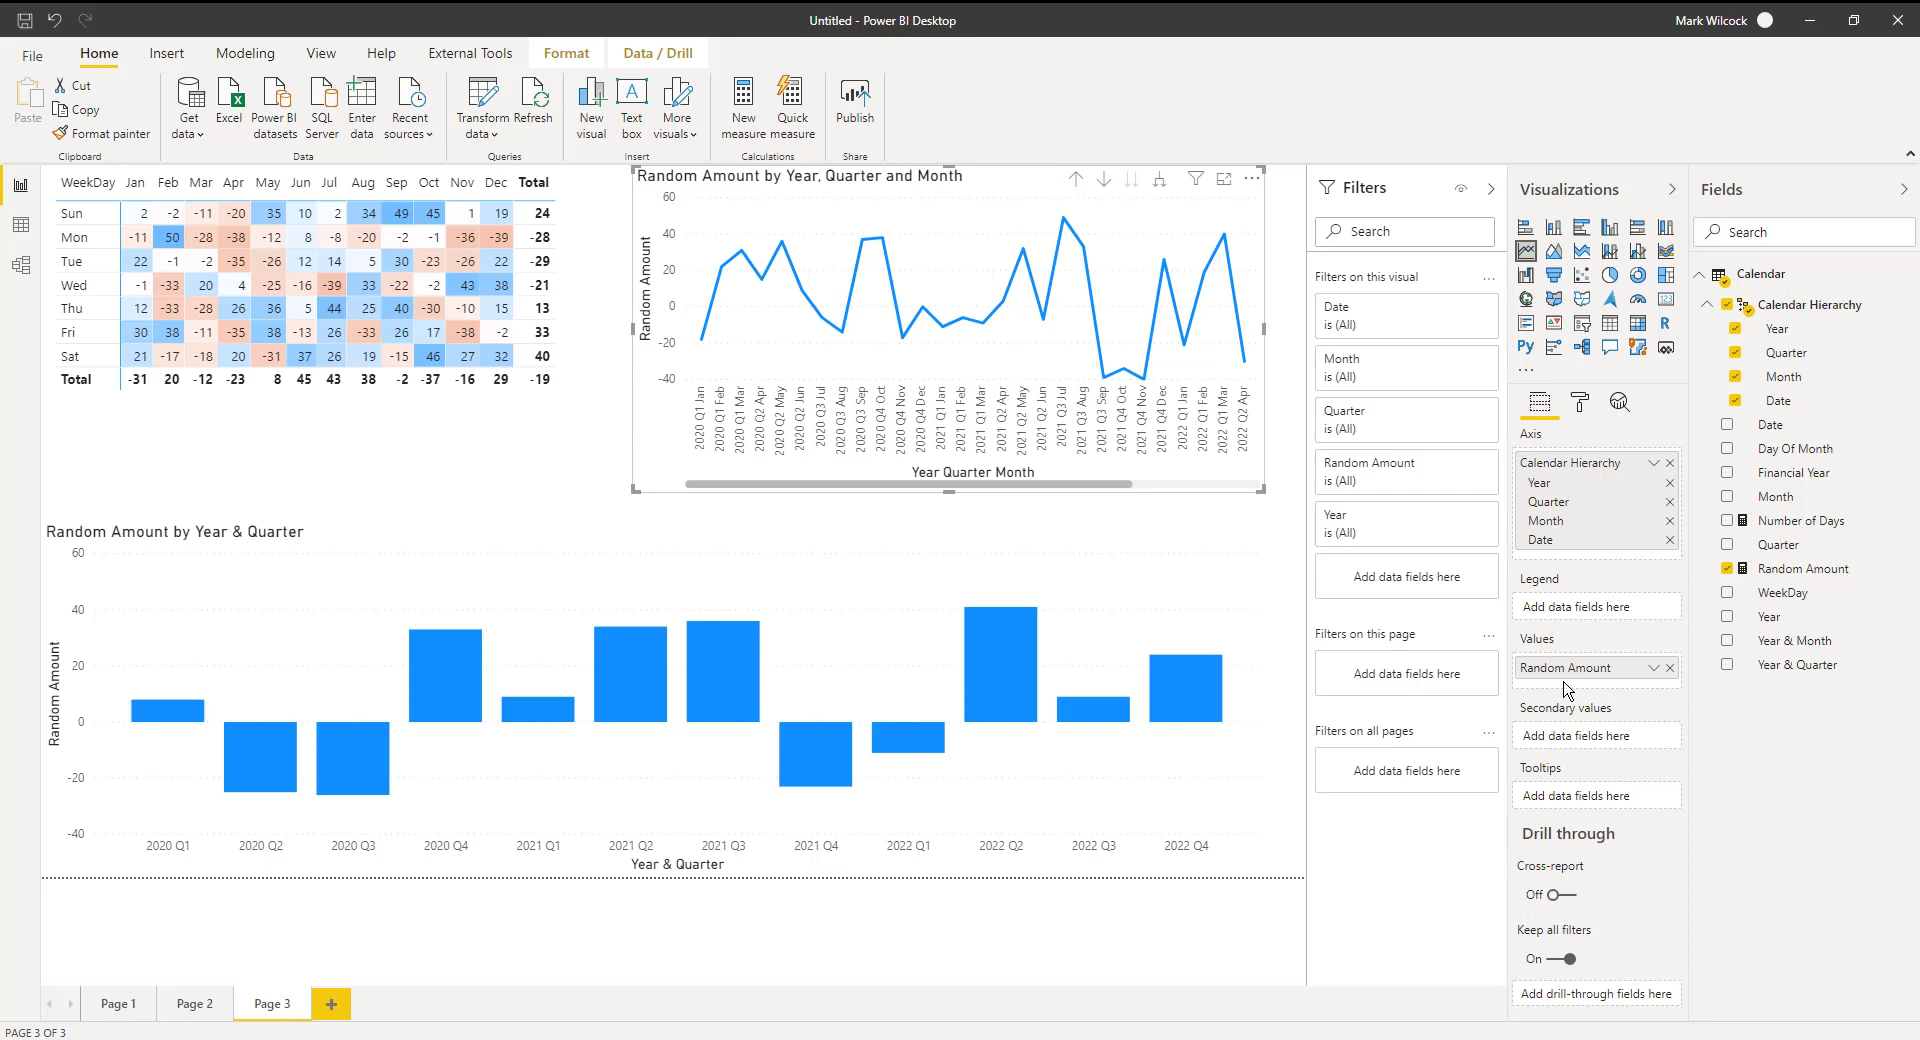 Untitled - Power BI Desktop
Mark Wilcock
File
Home
Insert
Modeling
View
Help
External Tools
Format
Data / Drill
Paste
Cut
Copy
Format painter
Clipboard
Get data
Excel
Power BI datasets
SQL Server
Enter data
Recent sources
Data
Transform data
Refresh
Queries
New visual
Text box
More visuals
Insert
New measure
Quick measure
Calculations
Publish
Share
WeekDay Jan Feb Mar Apr May Jun Jul Aug Sep Oct Nov Dec Total
Sun 2 -2 -11 -20 35 10 2 34 49 45 1 19 24
Mon -11 50 -28 -38 -12 8 -8 -20 -2 -1 -36 -39 -28
Tue 22 -1 -2 -35 -26 12 14 5 30 -23 -26 22 -29
Wed -1 -33 20 4 -25 -16 -39 33 -22 -2 43 38 -21
Thu 12 -33 -28 26 36 5 44 25 40 -30 -10 15 13
Fri 30 38 -11 -35 38 -13 26 -33 26 17 -38 -2 33
Sat 21 -17 -18 20 -31 37 26 19 -15 46 27 32 40
Total -31 20 -12 -23 8 45 43 38 -2 -37 -16 29 -19
Random Amount by Year, Quarter and Month
60
40
20
0
-20
-40
Random Amount
2020 Q1 Jan
2020 Q1 Feb
2020 Q1 Mar
2020 Q2 Apr
2020 Q2 May
2020 Q2 Jun
2020 Q3 Jul
2020 Q3 Aug
2020 Q3 Sep
2020 Q4 Oct
2020 Q4 Nov
2020 Q4 Dec
2021 Q1 Jan
2021 Q1 Feb
2021 Q1 Mar
2021 Q2 Apr
2021 Q2 May
2021 Q2 Jun
2021 Q3 Jul
2021 Q3 Aug
2021 Q3 Sep
2021 Q4 Oct
2021 Q4 Nov
2021 Q4 Dec
2022 Q1 Jan
2022 Q1 Feb
2022 Q1 Mar
2022 Q2 Apr
Year Quarter Month
Random Amount by Year & Quarter
60
40
20
0
-20
-40
Random Amount
2020 Q1
2020 Q2
2020 Q3
2020 Q4
2021 Q1
2021 Q2
2021 Q3
2021 Q4
2022 Q1
2022 Q2
2022 Q3
2022 Q4
Year & Quarter
Filters
Search
Filters on this visual
...
Date
is (All)
Month
is (All)
Quarter
is (All)
Random Amount
is (All)
Year
is (All)
Add data fields here
Filters on this page
...
Add data fields here
Filters on all pages
...
Add data fields here
Visualizations
123
R
Py
...
Axis
Calendar Hierarchy
Year
Quarter
Month
Date
Legend
Add data fields here
Values
Random Amount
Secondary values
Add data fields here
Tooltips
Add data fields here
Drill through
Cross-report
Off
Keep all filters
On
Add drill-through fields here
Fields
Search
Calendar
Calendar Hierarchy
Year
Quarter
Month
Date
Date
Day Of Month
Financial Year
Month
Number of Days
Quarter
Random Amount
WeekDay
Year
Year & Month
Year & Quarter
Page 1
Page 2
Page 3
PAGE 3 OF 3